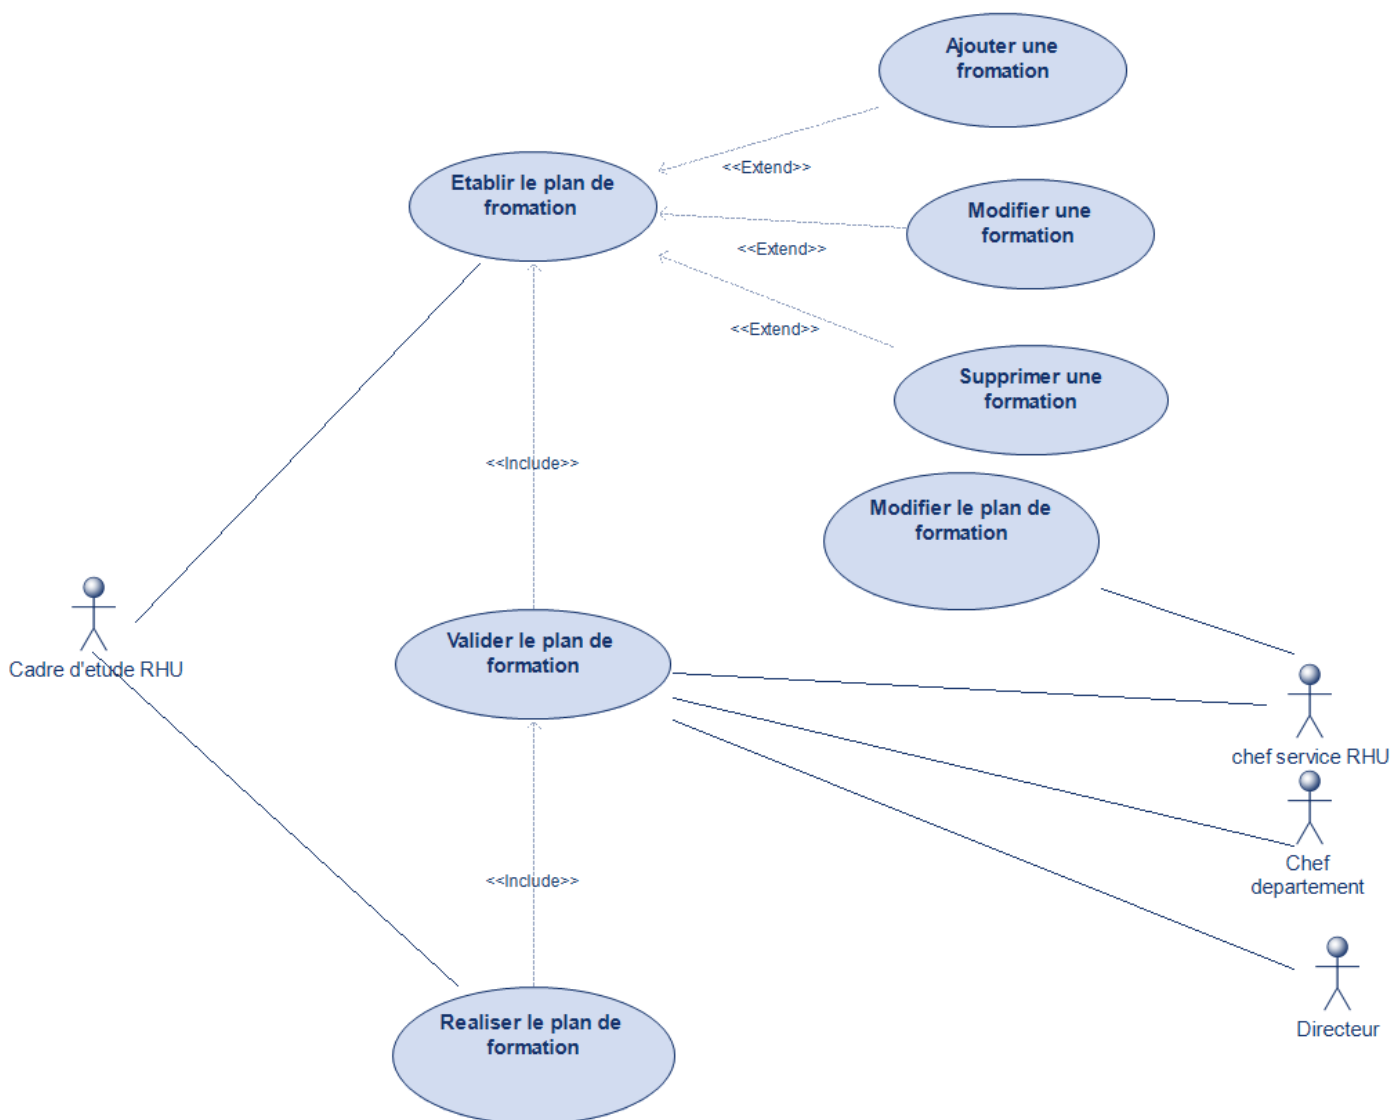 Ajouter une
fromation
<<Extend>>
Etablir le plan de
fromation
Modifier une
formation
<<Extend>>
<<Extend>>
Supprimer une
formation
<<Include>>
Modifier le plan de
formation
Valider le plan de
formation
Cadre d'etude RHU
chef service RHU
Chef
departement
<<Include>>
Realiser le plan de
formation
Directeur